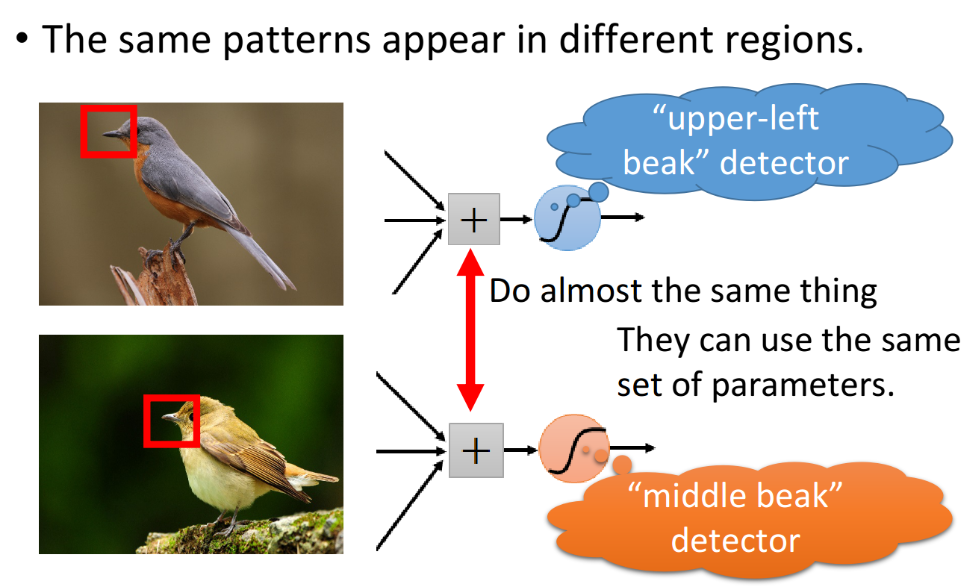 • The same patterns appear in different regions.
“upper-left
beak” detector
+
Do almost the same thing
They can use the same
set of parameters.
+
“middle beak”
detector